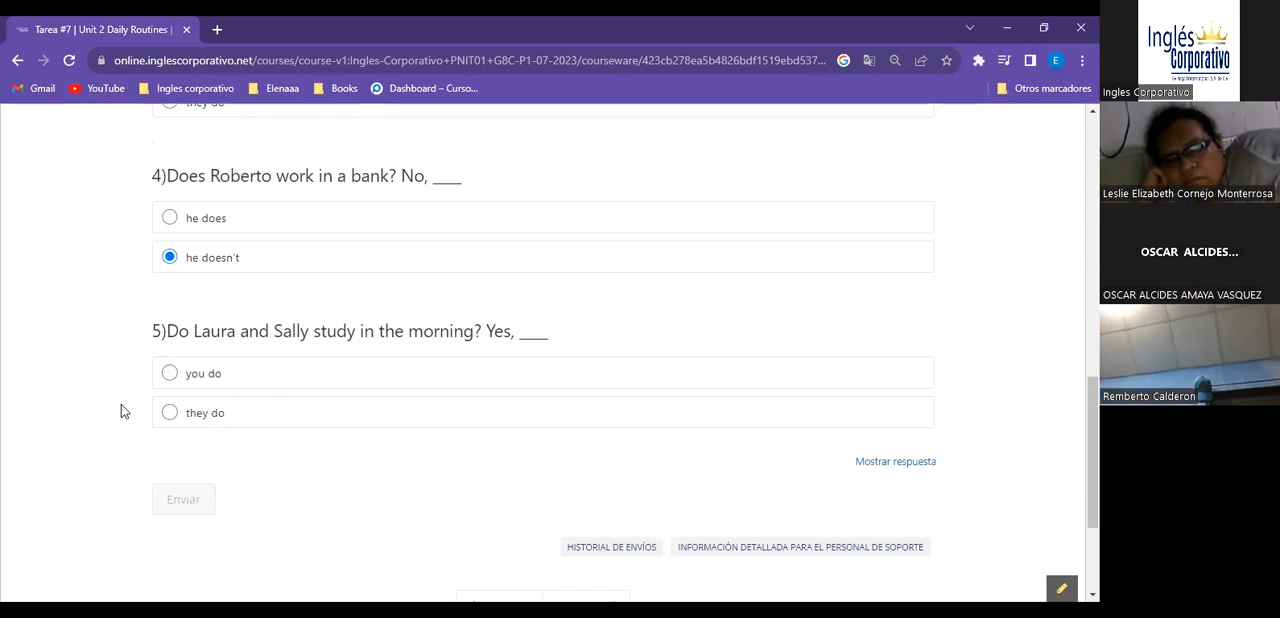 Tarea #7 | Unit 2 Daily Routines |
online.inglescorporativo.net/courses/course-v1:Ingles-Corporativo+PNIT01+G8C-P1-07-2023/courseware/423cb278ea5b4826bdf1519ebd537...
Gmail YouTube Ingles corporativo Elenaaa Books Dashboard – Curso... Otros marcadores
they do
4)Does Roberto work in a bank? No, ____
he does
he doesn't
5)Do Laura and Sally study in the morning? Yes, ____
you do
they do
Mostrar respuesta
Enviar
HISTORIAL DE ENVÍOS INFORMACIÓN DETALLADA PARA EL PERSONAL DE SOPORTE
Inglés
Corporativo
Ingles Corporativo
Leslie Elizabeth Cornejo Monterrosa
OSCAR ALCIDES...
OSCAR ALCIDES AMAYA VASQUEZ
Remberto Calderon